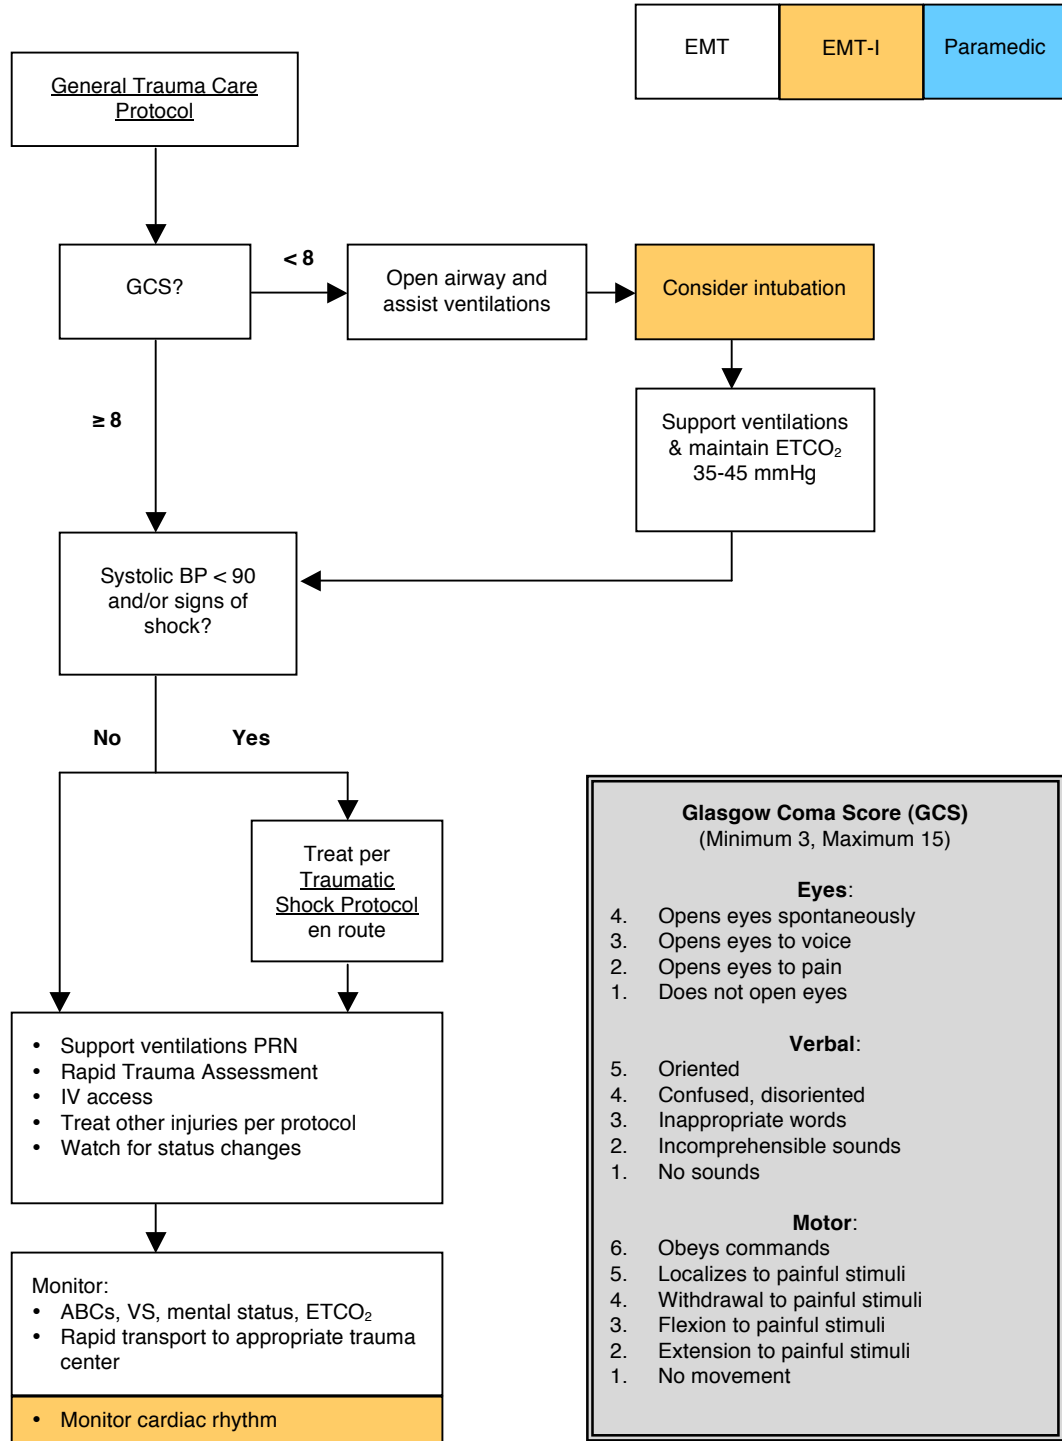 EMT
EMT-I
Paramedic
General Trauma Care
Protocol
GCS?
< 8
Open airway and
assist ventilations
Consider intubation
≥ 8
Support ventilations
& maintain ETCO₂
35-45 mmHg
Systolic BP < 90
and/or signs of
shock?
No
Yes
Treat per
Traumatic
Shock Protocol
en route
• Support ventilations PRN
• Rapid Trauma Assessment
• IV access
• Treat other injuries per protocol
• Watch for status changes
Monitor:
• ABCs, VS, mental status, ETCO₂
• Rapid transport to appropriate trauma
center
• Monitor cardiac rhythm
Glasgow Coma Score (GCS)
(Minimum 3, Maximum 15)
Eyes:
4. Opens eyes spontaneously
3. Opens eyes to voice
2. Opens eyes to pain
1. Does not open eyes
Verbal:
5. Oriented
4. Confused, disoriented
3. Inappropriate words
2. Incomprehensible sounds
1. No sounds
Motor:
6. Obeys commands
5. Localizes to painful stimuli
4. Withdrawal to painful stimuli
3. Flexion to painful stimuli
2. Extension to painful stimuli
1. No movement